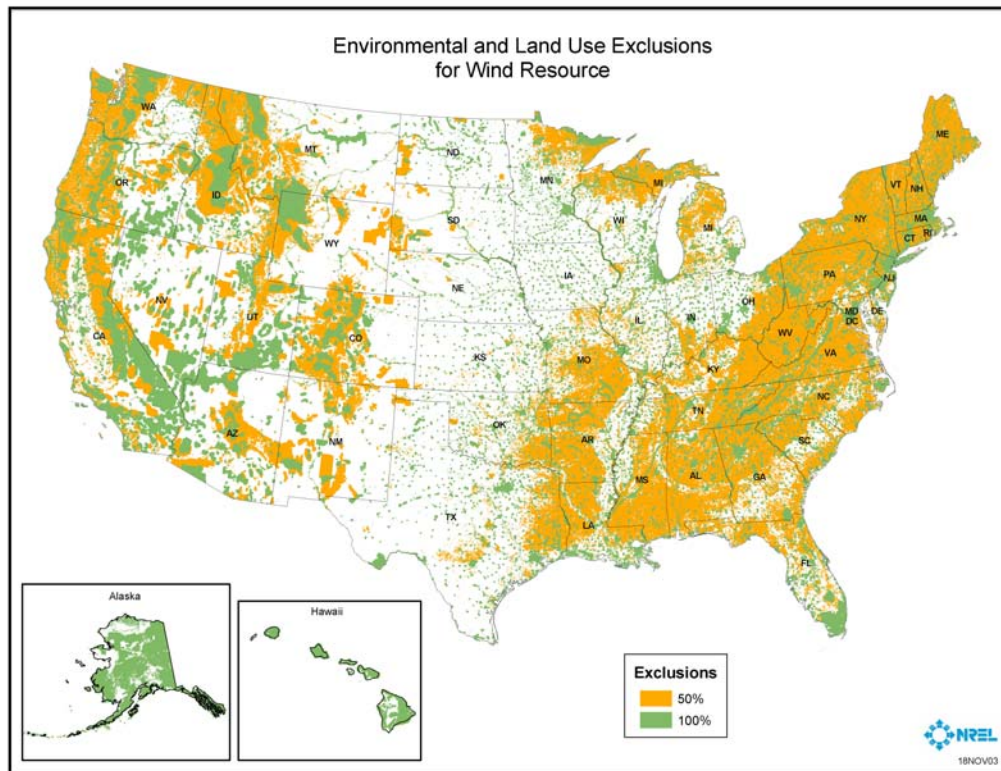 Environmental and Land Use Exclusions
for Wind Resource
WA
MT
ND
MN
ME
VT
NH
OR
ID
SD
WI
MI
MI
NY
MA
CT
RI
WY
IA
PA
NJ
NE
OH
NV
UT
IL
IN
MD
DE
DC
CA
CO
KS
MO
WV
VA
KY
NC
TN
AZ
NM
OK
AR
SC
MS
AL
GA
TX
LA
FL
Alaska
Hawaii
Exclusions
50%
100%
NREL
18NOV03